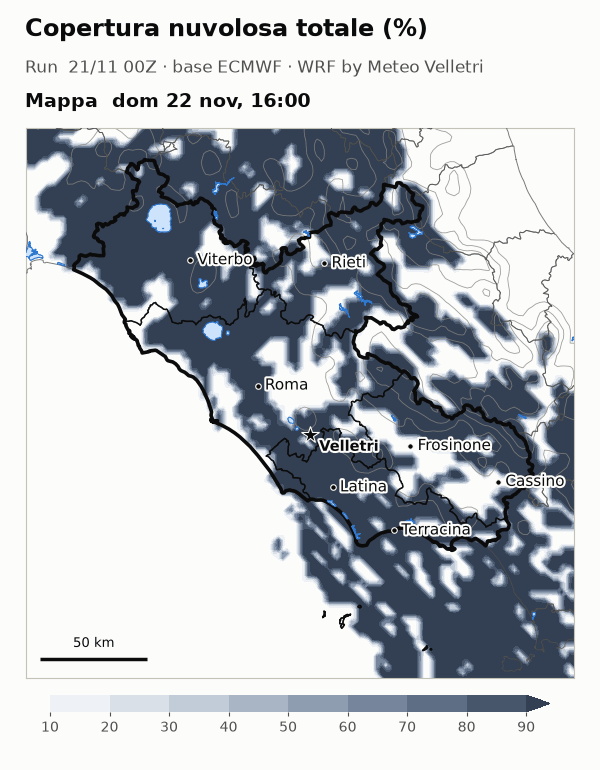 Copertura nuvolosa totale (%)
Run  21/11 00Z · base ECMWF · WRF by Meteo Velletri
Mappa  dom 22 nov, 16:00
Viterbo
Rieti
Roma
Velletri
Frosinone
Cassino
Latina
Terracina
50 km
10 20 30 40 50 60 70 80 90